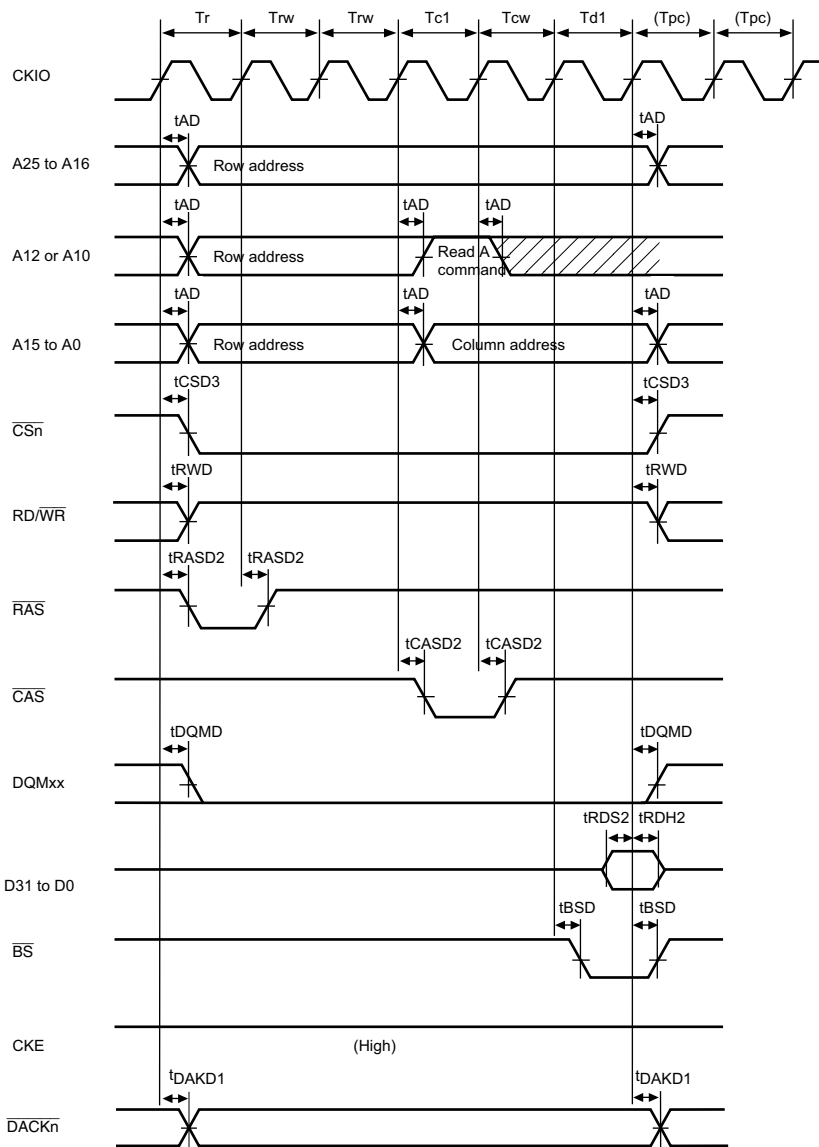 Tr Trw Trw Tc1 Tcw Td1 (Tpc) (Tpc)
CKIO
tAD tAD
A25 to A16 Row address
tAD tAD tAD
A12 or A10 Row address Read A
command
tAD tAD tAD
A15 to A0 Row address Column address
tCSD3 tCSD3
CSn
tRWD tRWD
RD/WR
tRASD2 tRASD2
RAS
tCASD2 tCASD2
CAS
tDQMD tDQMD
DQMxx
tRDS2 tRDH2
D31 to D0
tBSD tBSD
BS
CKE (High)
tDAKD1 tDAKD1
DACKn